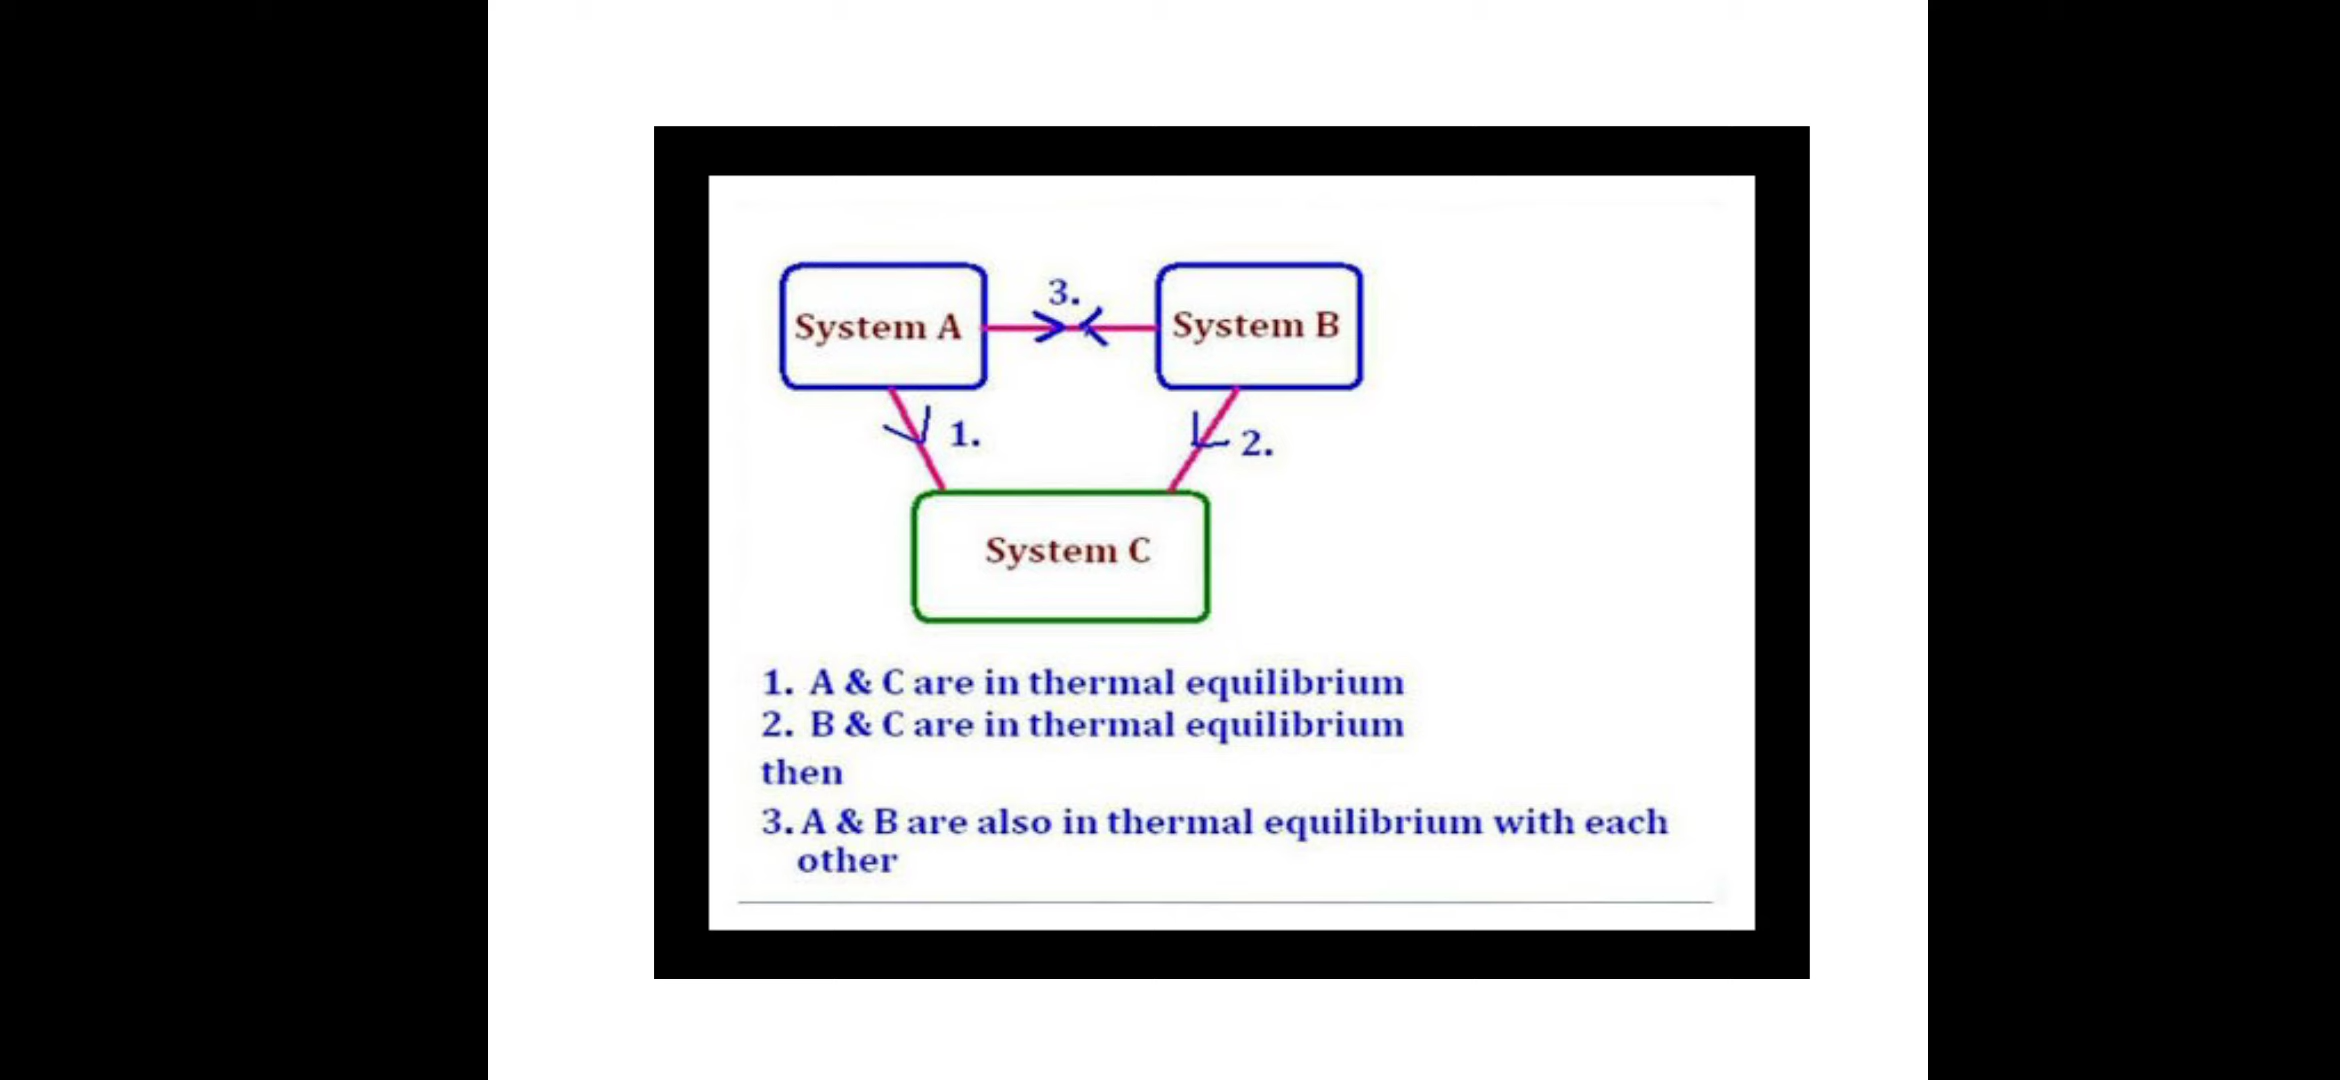 3.
System A
System B
1.
2.
System C
1. A & C are in thermal equilibrium
2. B & C are in thermal equilibrium
then
3. A & B are also in thermal equilibrium with each
other